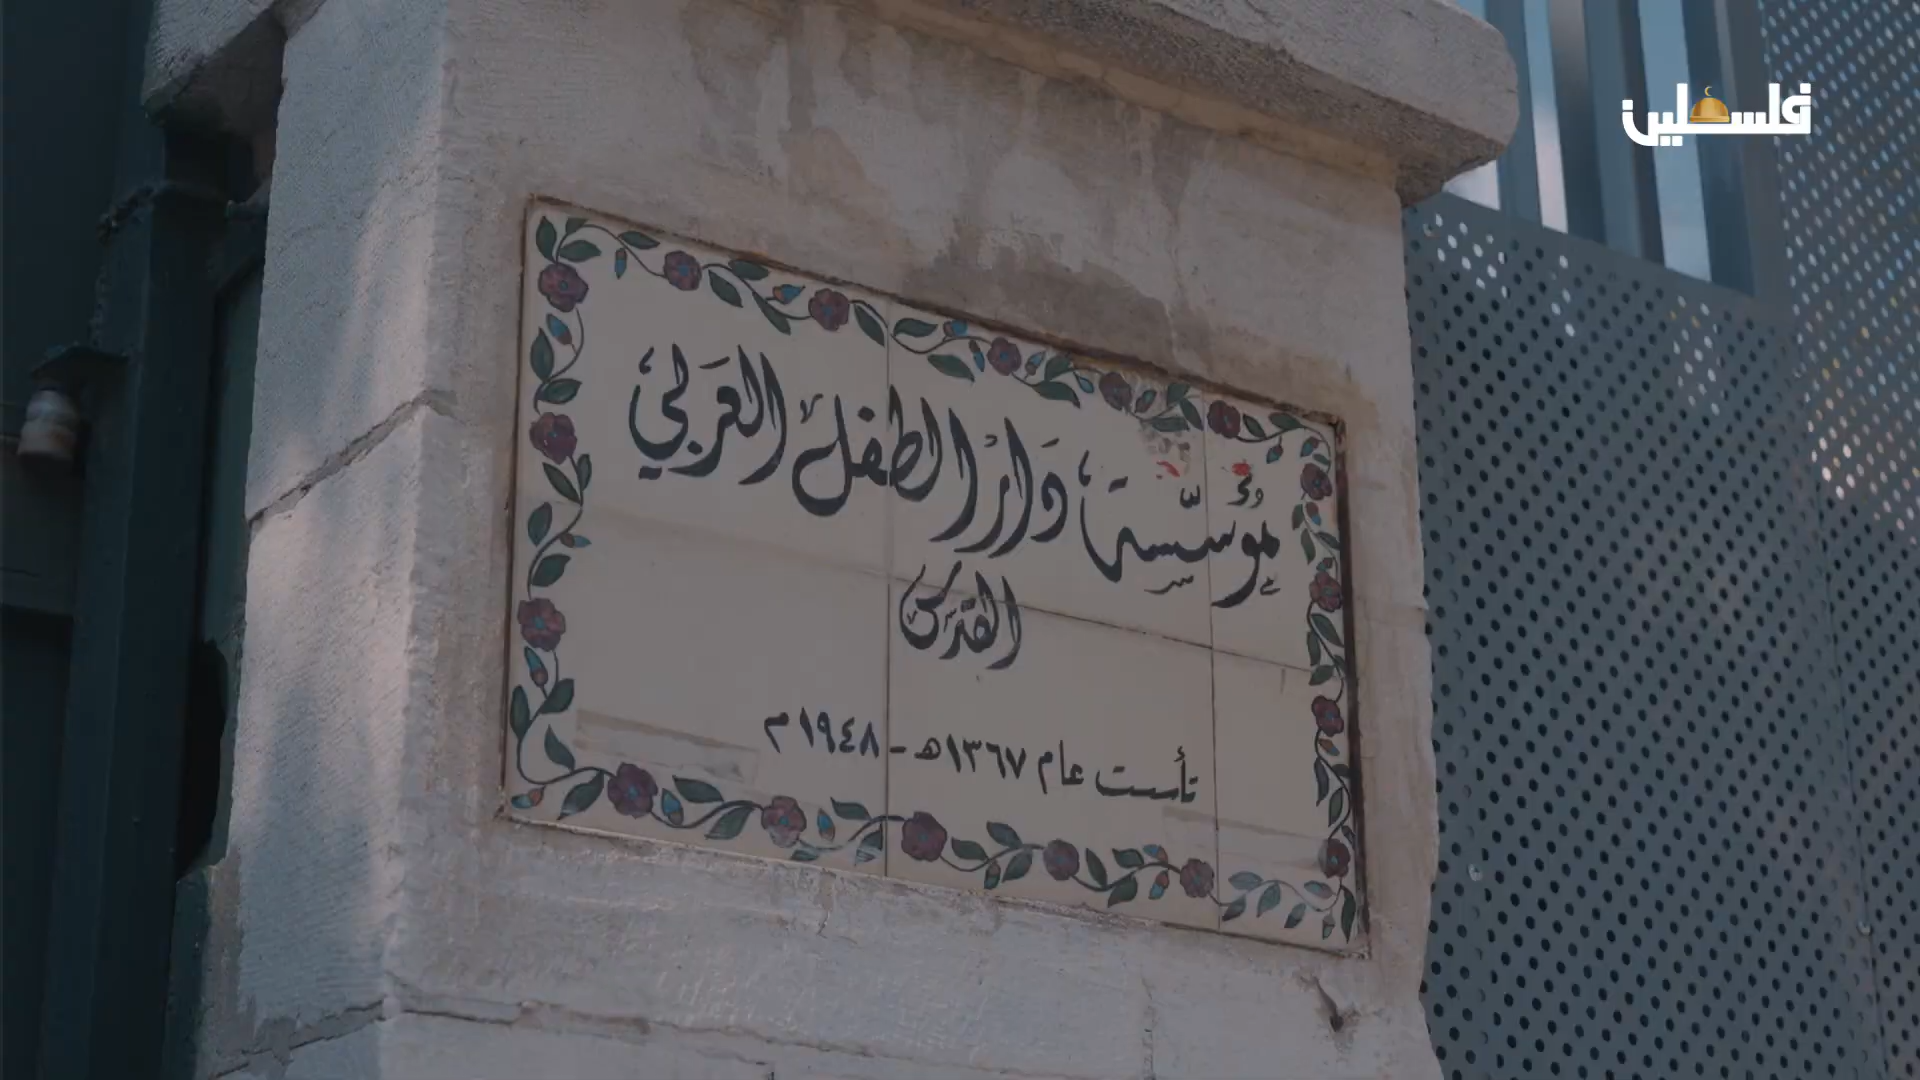 فلسطين
مؤسسة دار الطفل العربي
القدس
تأسست عام ١٣٦٧هـ - ١٩٤٨م